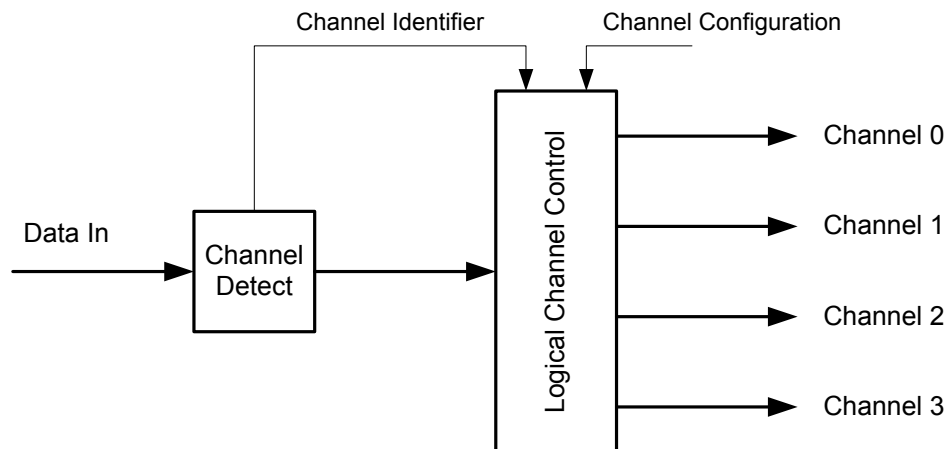 Channel Identifier
Channel Configuration
Channel 0
Logical Channel Control
Channel 1
Data In
Channel
Detect
Channel 2
Channel 3